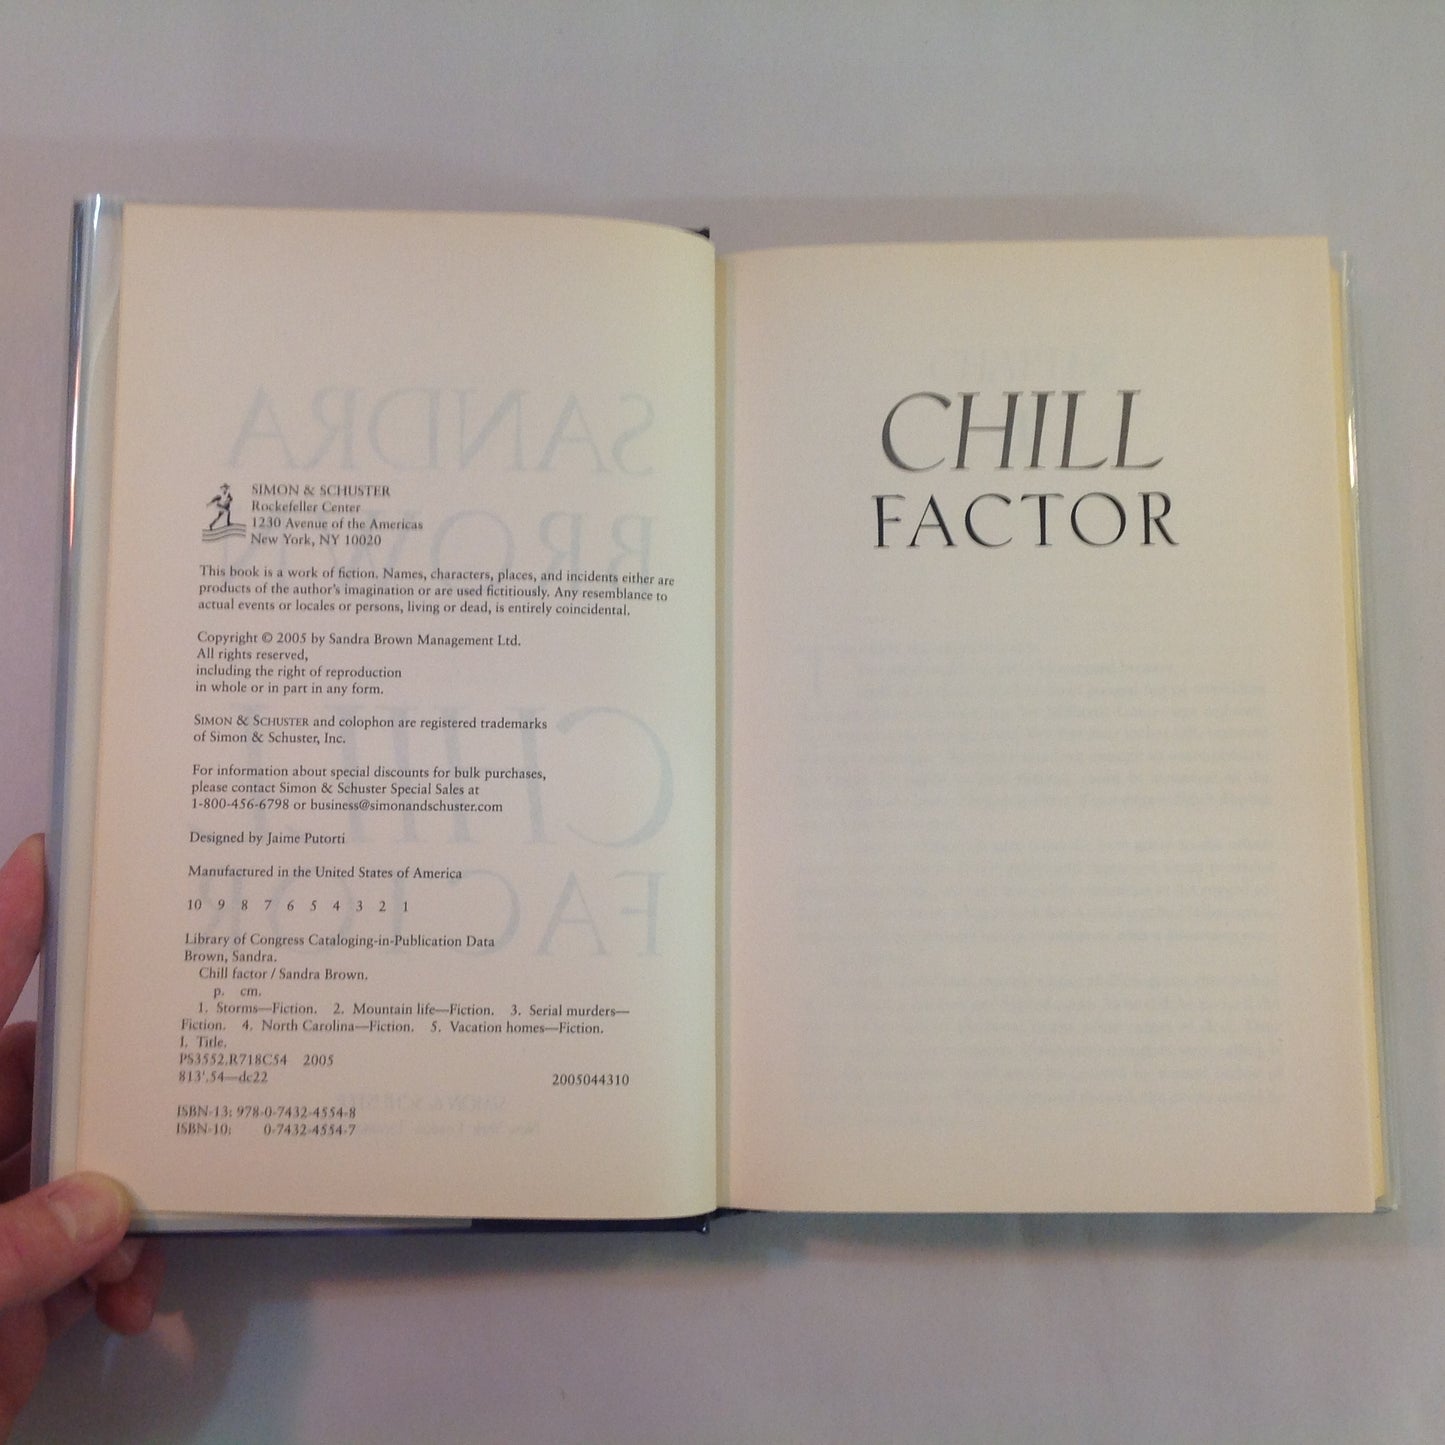 SIMON & SCHUSTER
Rockefeller Center
1230 Avenue of the Americas
New York, NY 10020
This book is a work of fiction. Names, characters, places, and incidents either are
products of the author's imagination or are used fictitiously. Any resemblance to
actual events or locales or persons, living or dead, is entirely coincidental.
Copyright © 2005 by Sandra Brown Management Ltd.
All rights reserved,
including the right of reproduction
in whole or in part in any form.
SIMON & SCHUSTER and colophon are registered trademarks
of Simon & Schuster, Inc.
For information about special discounts for bulk purchases,
please contact Simon & Schuster Special Sales at
1-800-456-6798 or business@simonandschuster.com
Designed by Jaime Putorti
Manufactured in the United States of America
10 9 8 7 6 5 4 3 2 1
Library of Congress Cataloging-in-Publication Data
Brown, Sandra.
Chill factor / Sandra Brown.
p. cm.
1. Storms—Fiction. 2. Mountain life—Fiction. 3. Serial murders—
Fiction. 4. North Carolina—Fiction. 5. Vacation homes—Fiction.
I. Title.
PS3552.R718C54 2005
813'.54—dc22 2005044310
ISBN-13: 978-0-7432-4554-8
ISBN-10: 0-7432-4554-7
CHILL
FACTOR